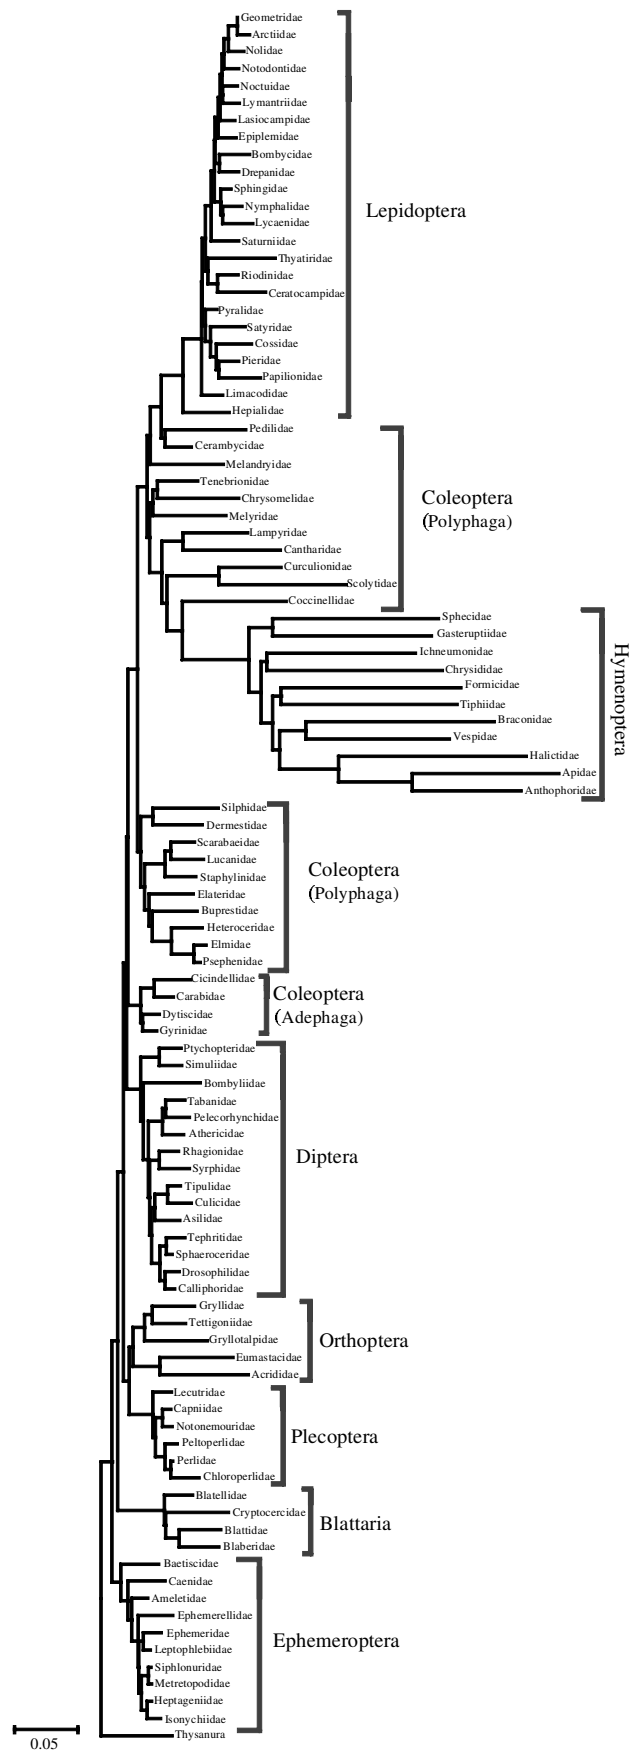 Geometridae
Arctiidae
Nolidae
Notodontidae
Noctuidae
Lymantriidae
Lasiocampidae
Epiplemidae
Bombycidae
Drepanidae
Sphingidae
Nymphalidae
Lepidoptera
Lycaenidae
Saturniidae
Thyatiridae
Riodinidae
Ceratocampidae
Pyralidae
Satyridae
Cossidae
Pieridae
Papilionidae
Limacodidae
Hepialidae
Pedilidae
Cerambycidae
Melandryidae
Tenebrionidae
Chrysomelidae
Coleoptera
(Polyphaga)
Melyridae
Lampyridae
Cantharidae
Curculionidae
Scolytidae
Coccinellidae
Sphecidae
Gasteruptiidae
Ichneumonidae
Chrysididae
Formicidae
Hymenoptera
Tiphiidae
Braconidae
Vespidae
Halictidae
Apidae
Anthophoridae
Silphidae
Dermestidae
Scarabaeidae
Lucanidae
Coleoptera
(Polyphaga)
Staphylinidae
Elateridae
Buprestidae
Heteroceridae
Elmidae
Psephenidae
Cicindellidae
Carabidae
Coleoptera
(Adephaga)
Dytiscidae
Gyrinidae
Ptychopteridae
Simuliidae
Bombyliidae
Tabanidae
Pelecorhynchidae
Athericidae
Rhagionidae
Diptera
Syrphidae
Tipulidae
Culicidae
Asilidae
Tephritidae
Sphaeroceridae
Drosophilidae
Calliphoridae
Gryllidae
Tettigoniidae
Gryllotalpidae
Orthoptera
Eumastacidae
Acrididae
Lecutridae
Capniidae
Notonemouridae
Plecoptera
Peltoperlidae
Perlidae
Chloroperlidae
Blatellidae
Cryptocercidae
Blattaria
Blattidae
Blaberidae
Baetiscidae
Caenidae
Ameletidae
Ephemerellidae
Ephemeridae
Ephemeroptera
Leptophlebiidae
Siphlonuridae
Metretopodidae
Heptageniidae
Isonychiidae
Thysanura
0.05